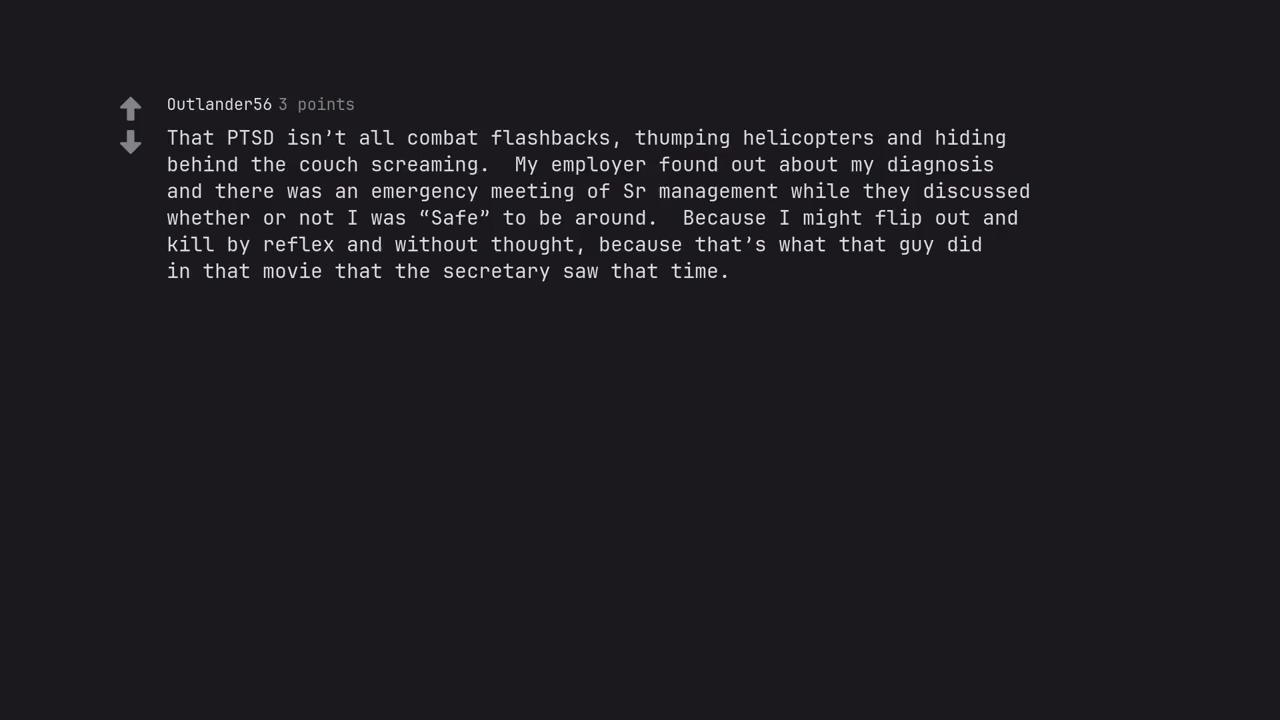 Outlander56 3 points
That PTSD isn’t all combat flashbacks, thumping helicopters and hiding
behind the couch screaming.  My employer found out about my diagnosis
and there was an emergency meeting of Sr management while they discussed
whether or not I was “Safe” to be around.  Because I might flip out and
kill by reflex and without thought, because that’s what that guy did
in that movie that the secretary saw that time.